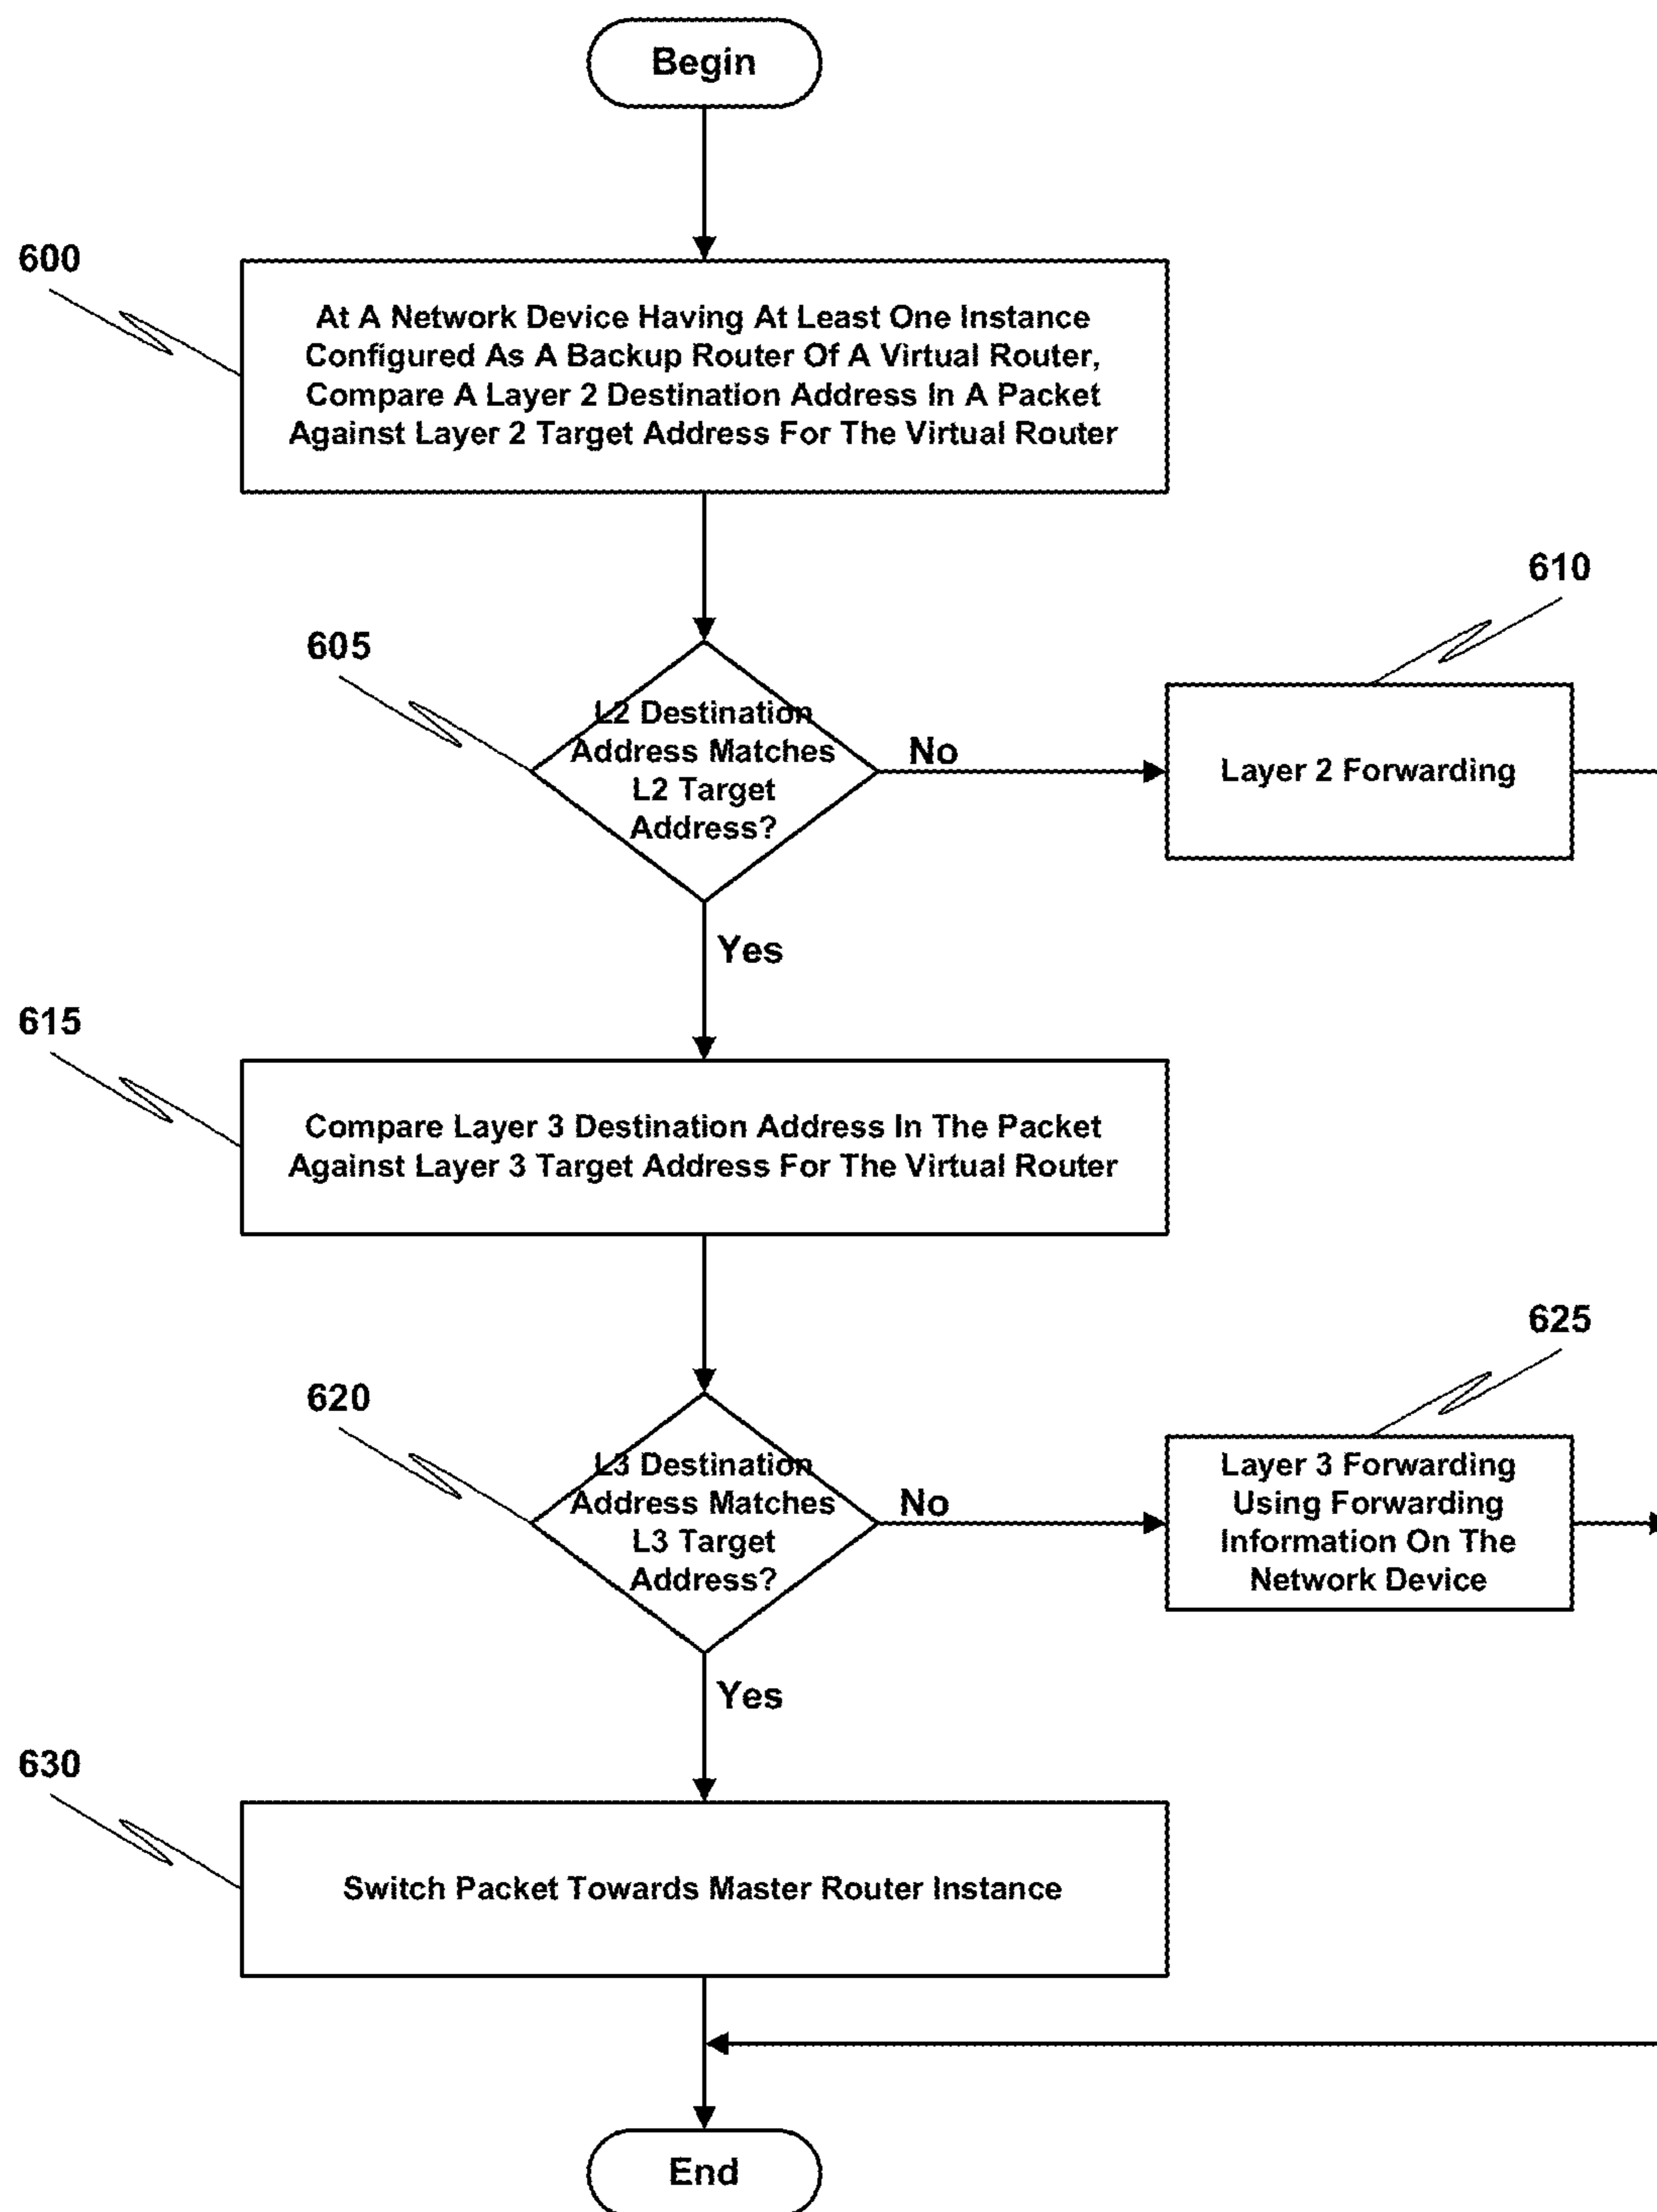 Begin
600
At A Network Device Having At Least One Instance
Configured As A Backup Router Of A Virtual Router,
Compare A Layer 2 Destination Address In A Packet
Against Layer 2 Target Address For The Virtual Router
610
605
L2 Destination
Address Matches
L2 Target
Address?
No
Layer 2 Forwarding
Yes
615
Compare Layer 3 Destination Address In The Packet
Against Layer 3 Target Address For The Virtual Router
625
620
L3 Destination
Address Matches
L3 Target
Address?
No
Layer 3 Forwarding
Using Forwarding
Information On The
Network Device
Yes
630
Switch Packet Towards Master Router Instance
End